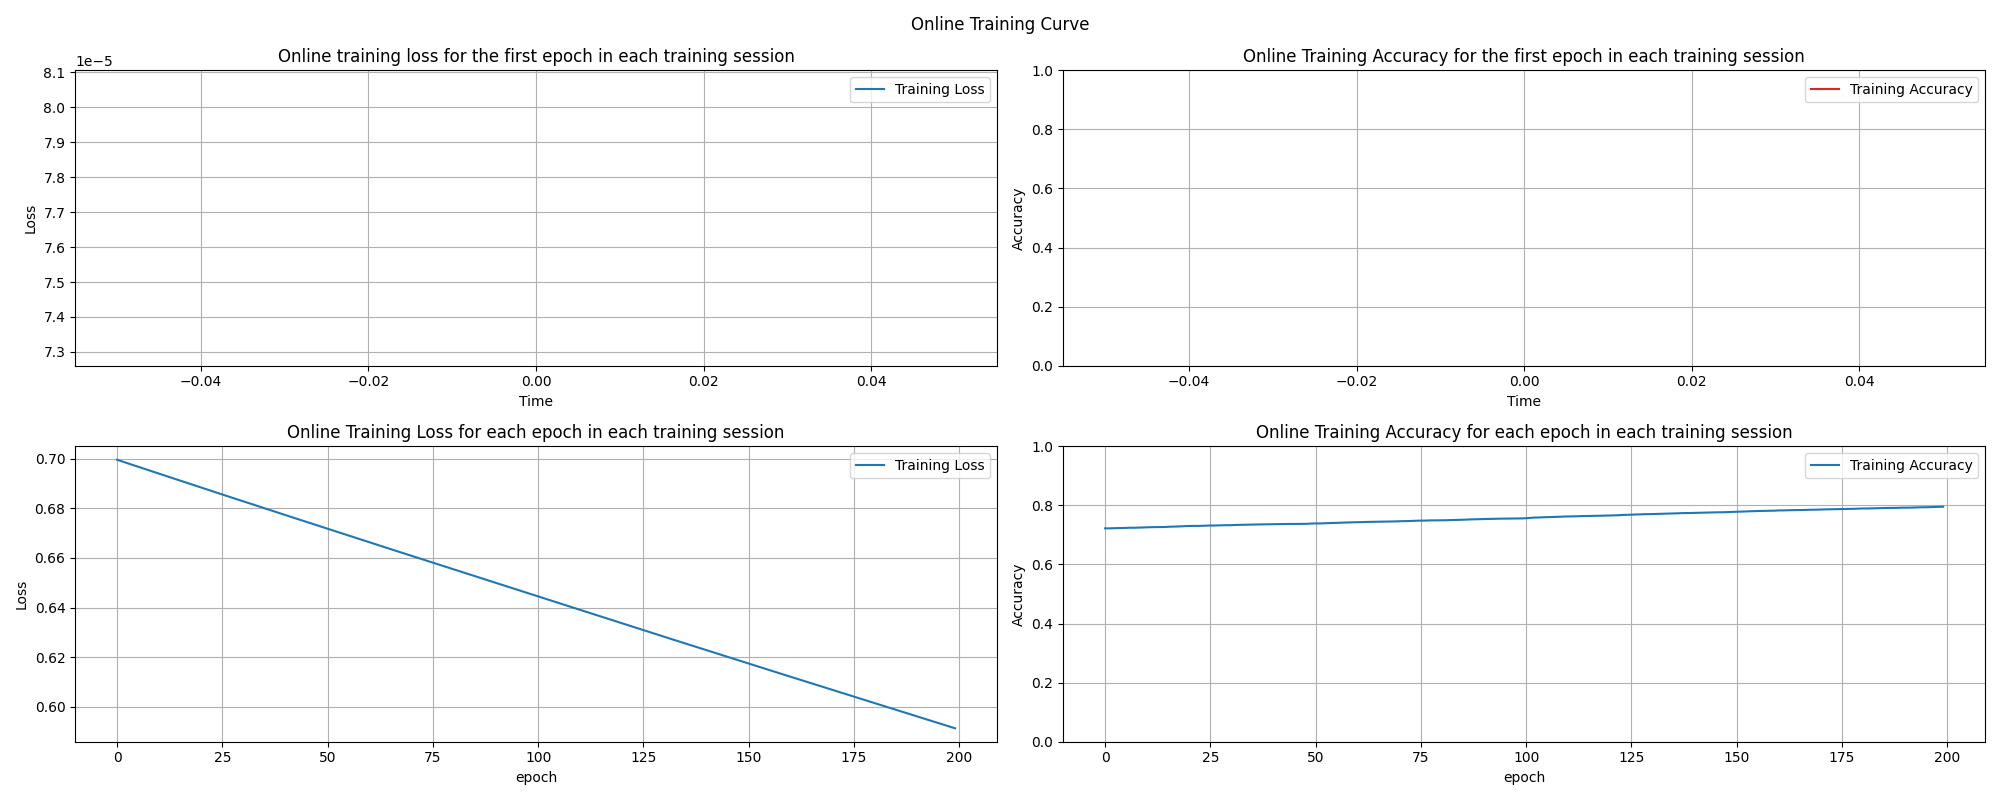 Online Training Curve
Online training loss for the first epoch in each training session
1e−5
8.1
8.0
7.9
7.8
7.7
7.6
7.5
7.4
7.3
Loss
Training Loss
−0.04 −0.02 0.00 0.02 0.04
Time
Online Training Accuracy for the first epoch in each training session
1.0
0.8
0.6
0.4
0.2
0.0
Accuracy
Training Accuracy
−0.04 −0.02 0.00 0.02 0.04
Time
Online Training Loss for each epoch in each training session
0.70
0.68
0.66
0.64
0.62
0.60
Loss
Training Loss
0 25 50 75 100 125 150 175 200
epoch
Online Training Accuracy for each epoch in each training session
1.0
0.8
0.6
0.4
0.2
0.0
Accuracy
Training Accuracy
0 25 50 75 100 125 150 175 200
epoch